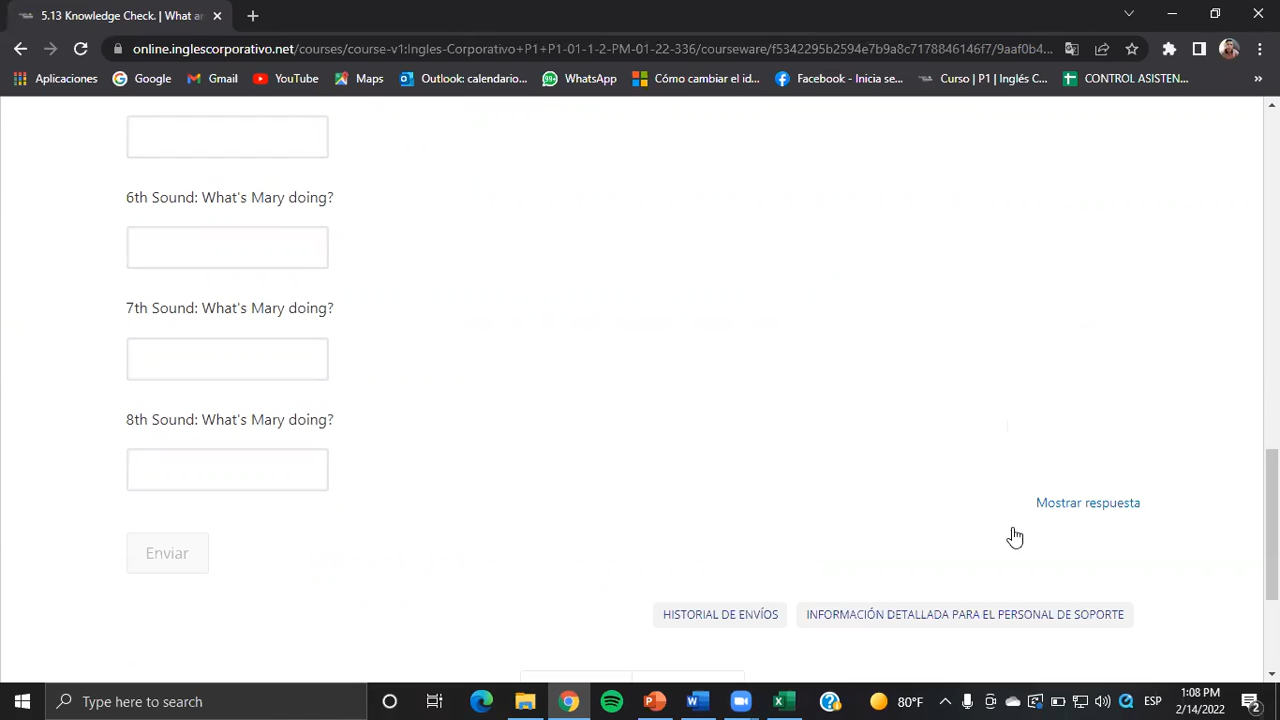 5.13 Knowledge Check. | What ar
online.inglescorporativo.net/courses/course-v1:Ingles-Corporativo+P1+P1-01-1-2-PM-01-22-336/courseware/f5342295b2594e7b9a8c7178846146f7/9aaf0b4...
Aplicaciones Google Gmail YouTube Maps Outlook: calendario... WhatsApp Cómo cambiar el id... Facebook - Inicia se... Curso | P1 | Inglés C... CONTROL ASISTEN... »
6th Sound: What's Mary doing?
7th Sound: What's Mary doing?
8th Sound: What's Mary doing?
Mostrar respuesta
Enviar
HISTORIAL DE ENVÍOS INFORMACIÓN DETALLADA PARA EL PERSONAL DE SOPORTE
Type here to search 80°F ESP 1:08 PM
2/14/2022 2